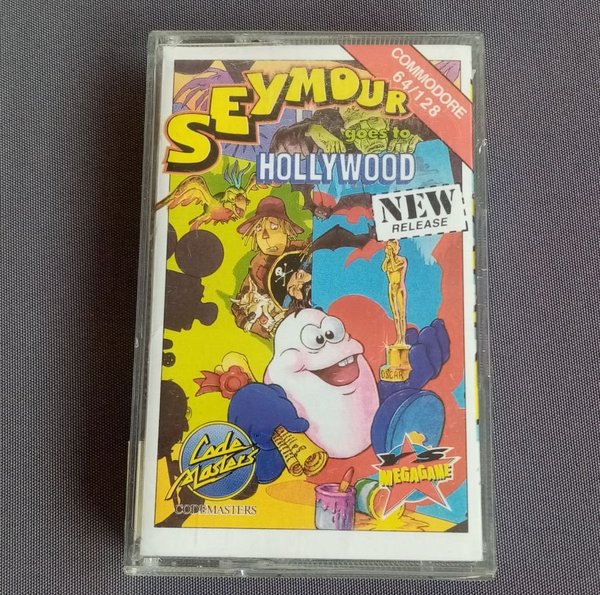 COMMODORE
64/128
SEYMOUR
goes to
HOLLYWOOD
NEW
RELEASE
OSCAR
Code
Masters
CODEMASTERS
MEGAGAME